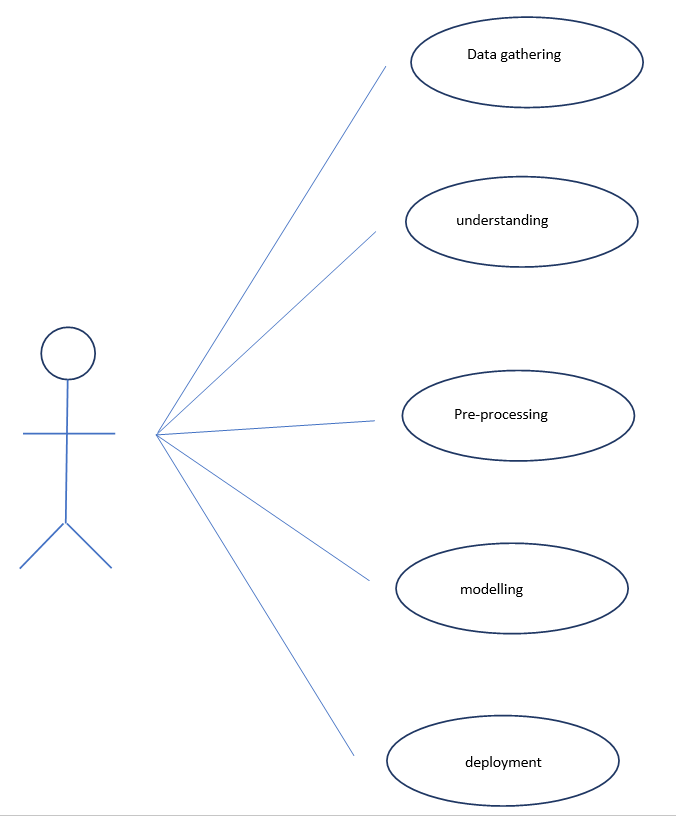 Data gathering
understanding
Pre-processing
modelling
deployment